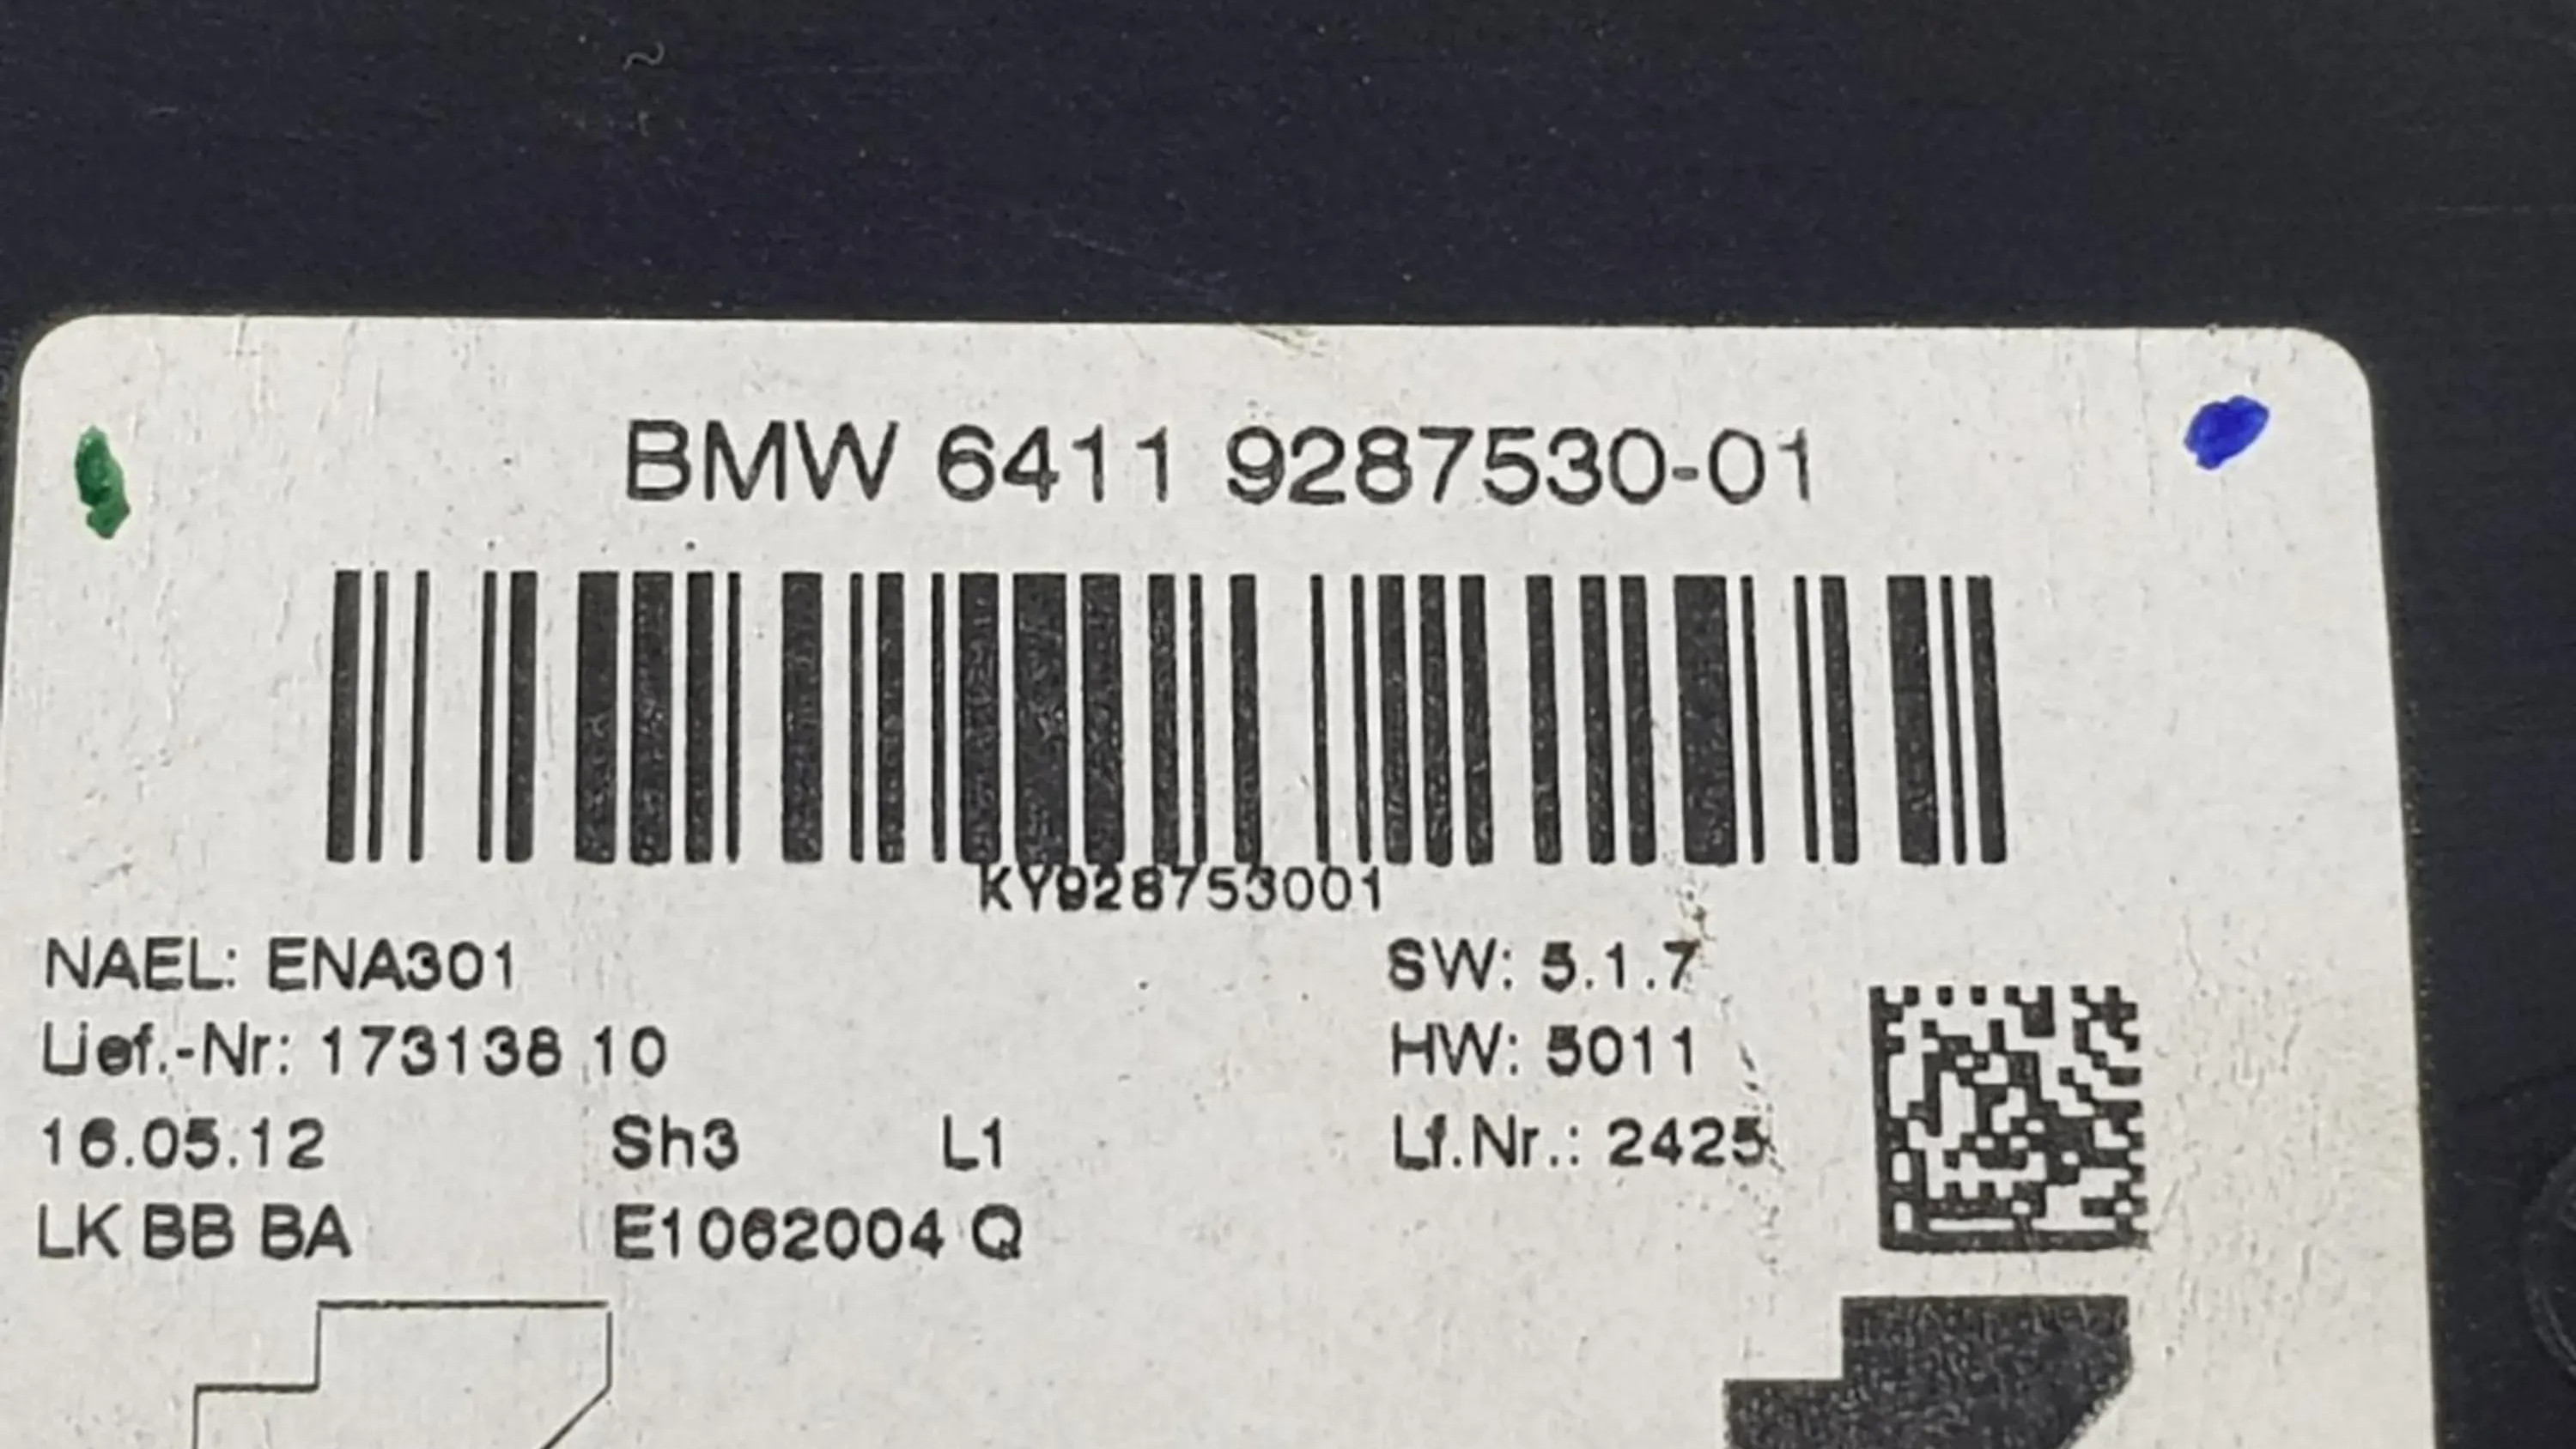 BMW 6411 9287530-01
KY928753001
NAEL: ENA301
SW: 5.1.7
Lief.-Nr: 173138 10
HW: 5011
16.05.12 Sh3 L1
Lf.Nr.: 2425
LK BB BA E1062004 Q